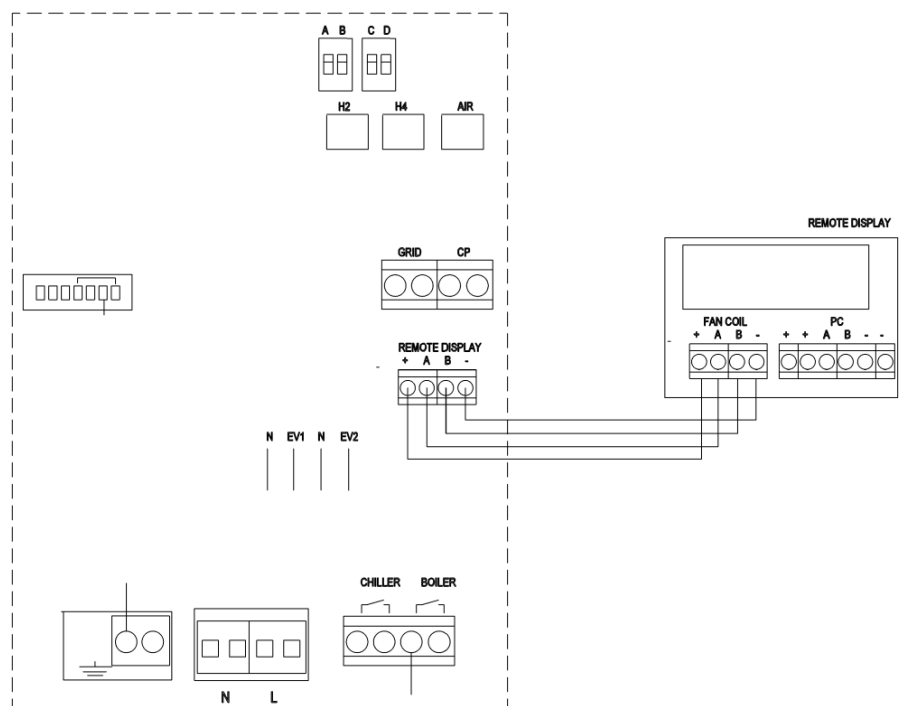 A B C D
H2 H4 AIR
REMOTE DISPLAY
GRID CP
FAN COIL PC
+ A B - + + A B - -
REMOTE DISPLAY
+ A B -
N EV1 N EV2
CHILLER BOILER
N L